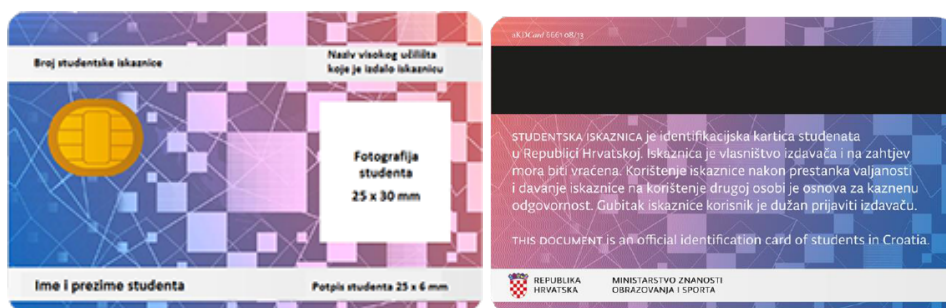 Broj studentske iskaznice
Naziv visokog učilišta
koje je izdalo iskaznicu
Fotografija
studenta
25 x 30 mm
Ime i prezime studenta
Potpis studenta 25 x 6 mm
AKDCard 6661 08/13
STUDENTSKA ISKAZNICA je identifikacijska kartica studenata
u Republici Hrvatskoj. Iskaznica je vlasništvo izdavača i na zahtjev
mora biti vraćena. Korištenje iskaznice nakon prestanka valjanosti
i davanje iskaznice na korištenje drugoj osobi je osnova za kaznenu
odgovornost. Gubitak iskaznice korisnik je dužan prijaviti izdavaču.
THIS DOCUMENT is an official identification card of students in Croatia.
REPUBLIKA
HRVATSKA
MINISTARSTVO ZNANOSTI
OBRAZOVANJA I SPORTA